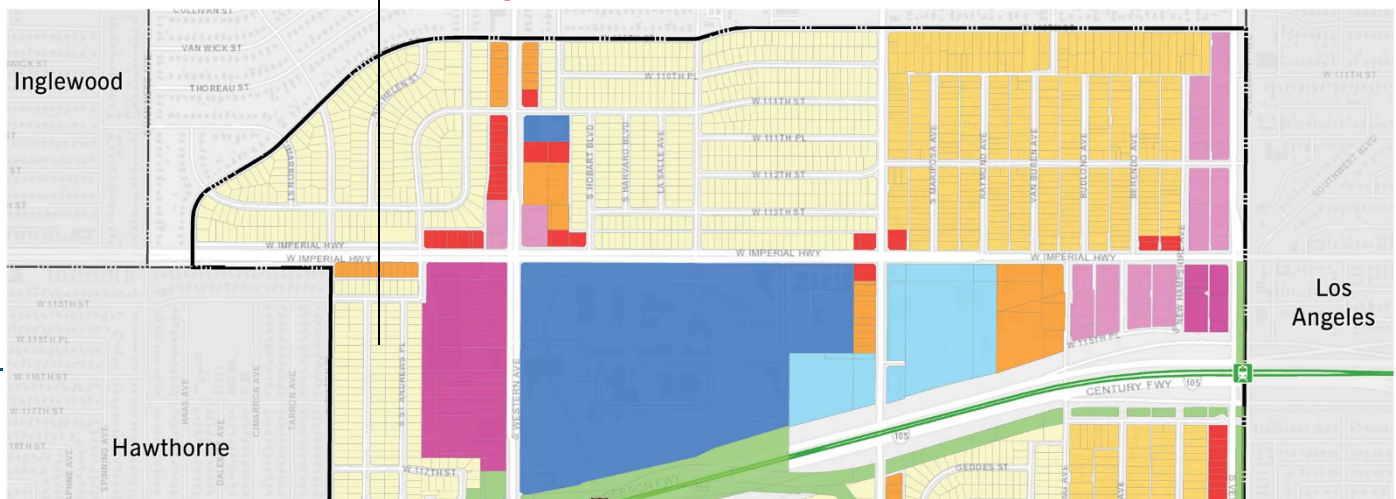 CULLIVAN ST
VAN WICK ST
Inglewood
THOREAU ST
W 111TH ST
W 110TH PL
W 111TH ST
W 111TH PL
W 112TH ST
W 113TH ST
S HOBART BLVD
S HARVARD BLVD
LA SALLE AVE
S MARIPOSA AVE
RAYMOND AVE
VAN BUREN AVE
BUDLONG AVE
BERENDO AVE
SOUTHWEST BLVD
W IMPERIAL HWY
W IMPERIAL HWY
W IMPERIAL HWY
W IMPERIAL HWY
S NEW HAMPSHIRE AVE
Los
Angeles
W 115TH ST
W 115TH PL
W 116TH ST
W 117TH ST
HAAS AVE
CIMARRON AVE
TARRON AVE
S ST ANDREWS PL
S WESTERN AVE
W 115TH PL
CENTURY FWY
105
105
Hawthorne
SPINNING AVE
W 117TH ST
GEDDES ST